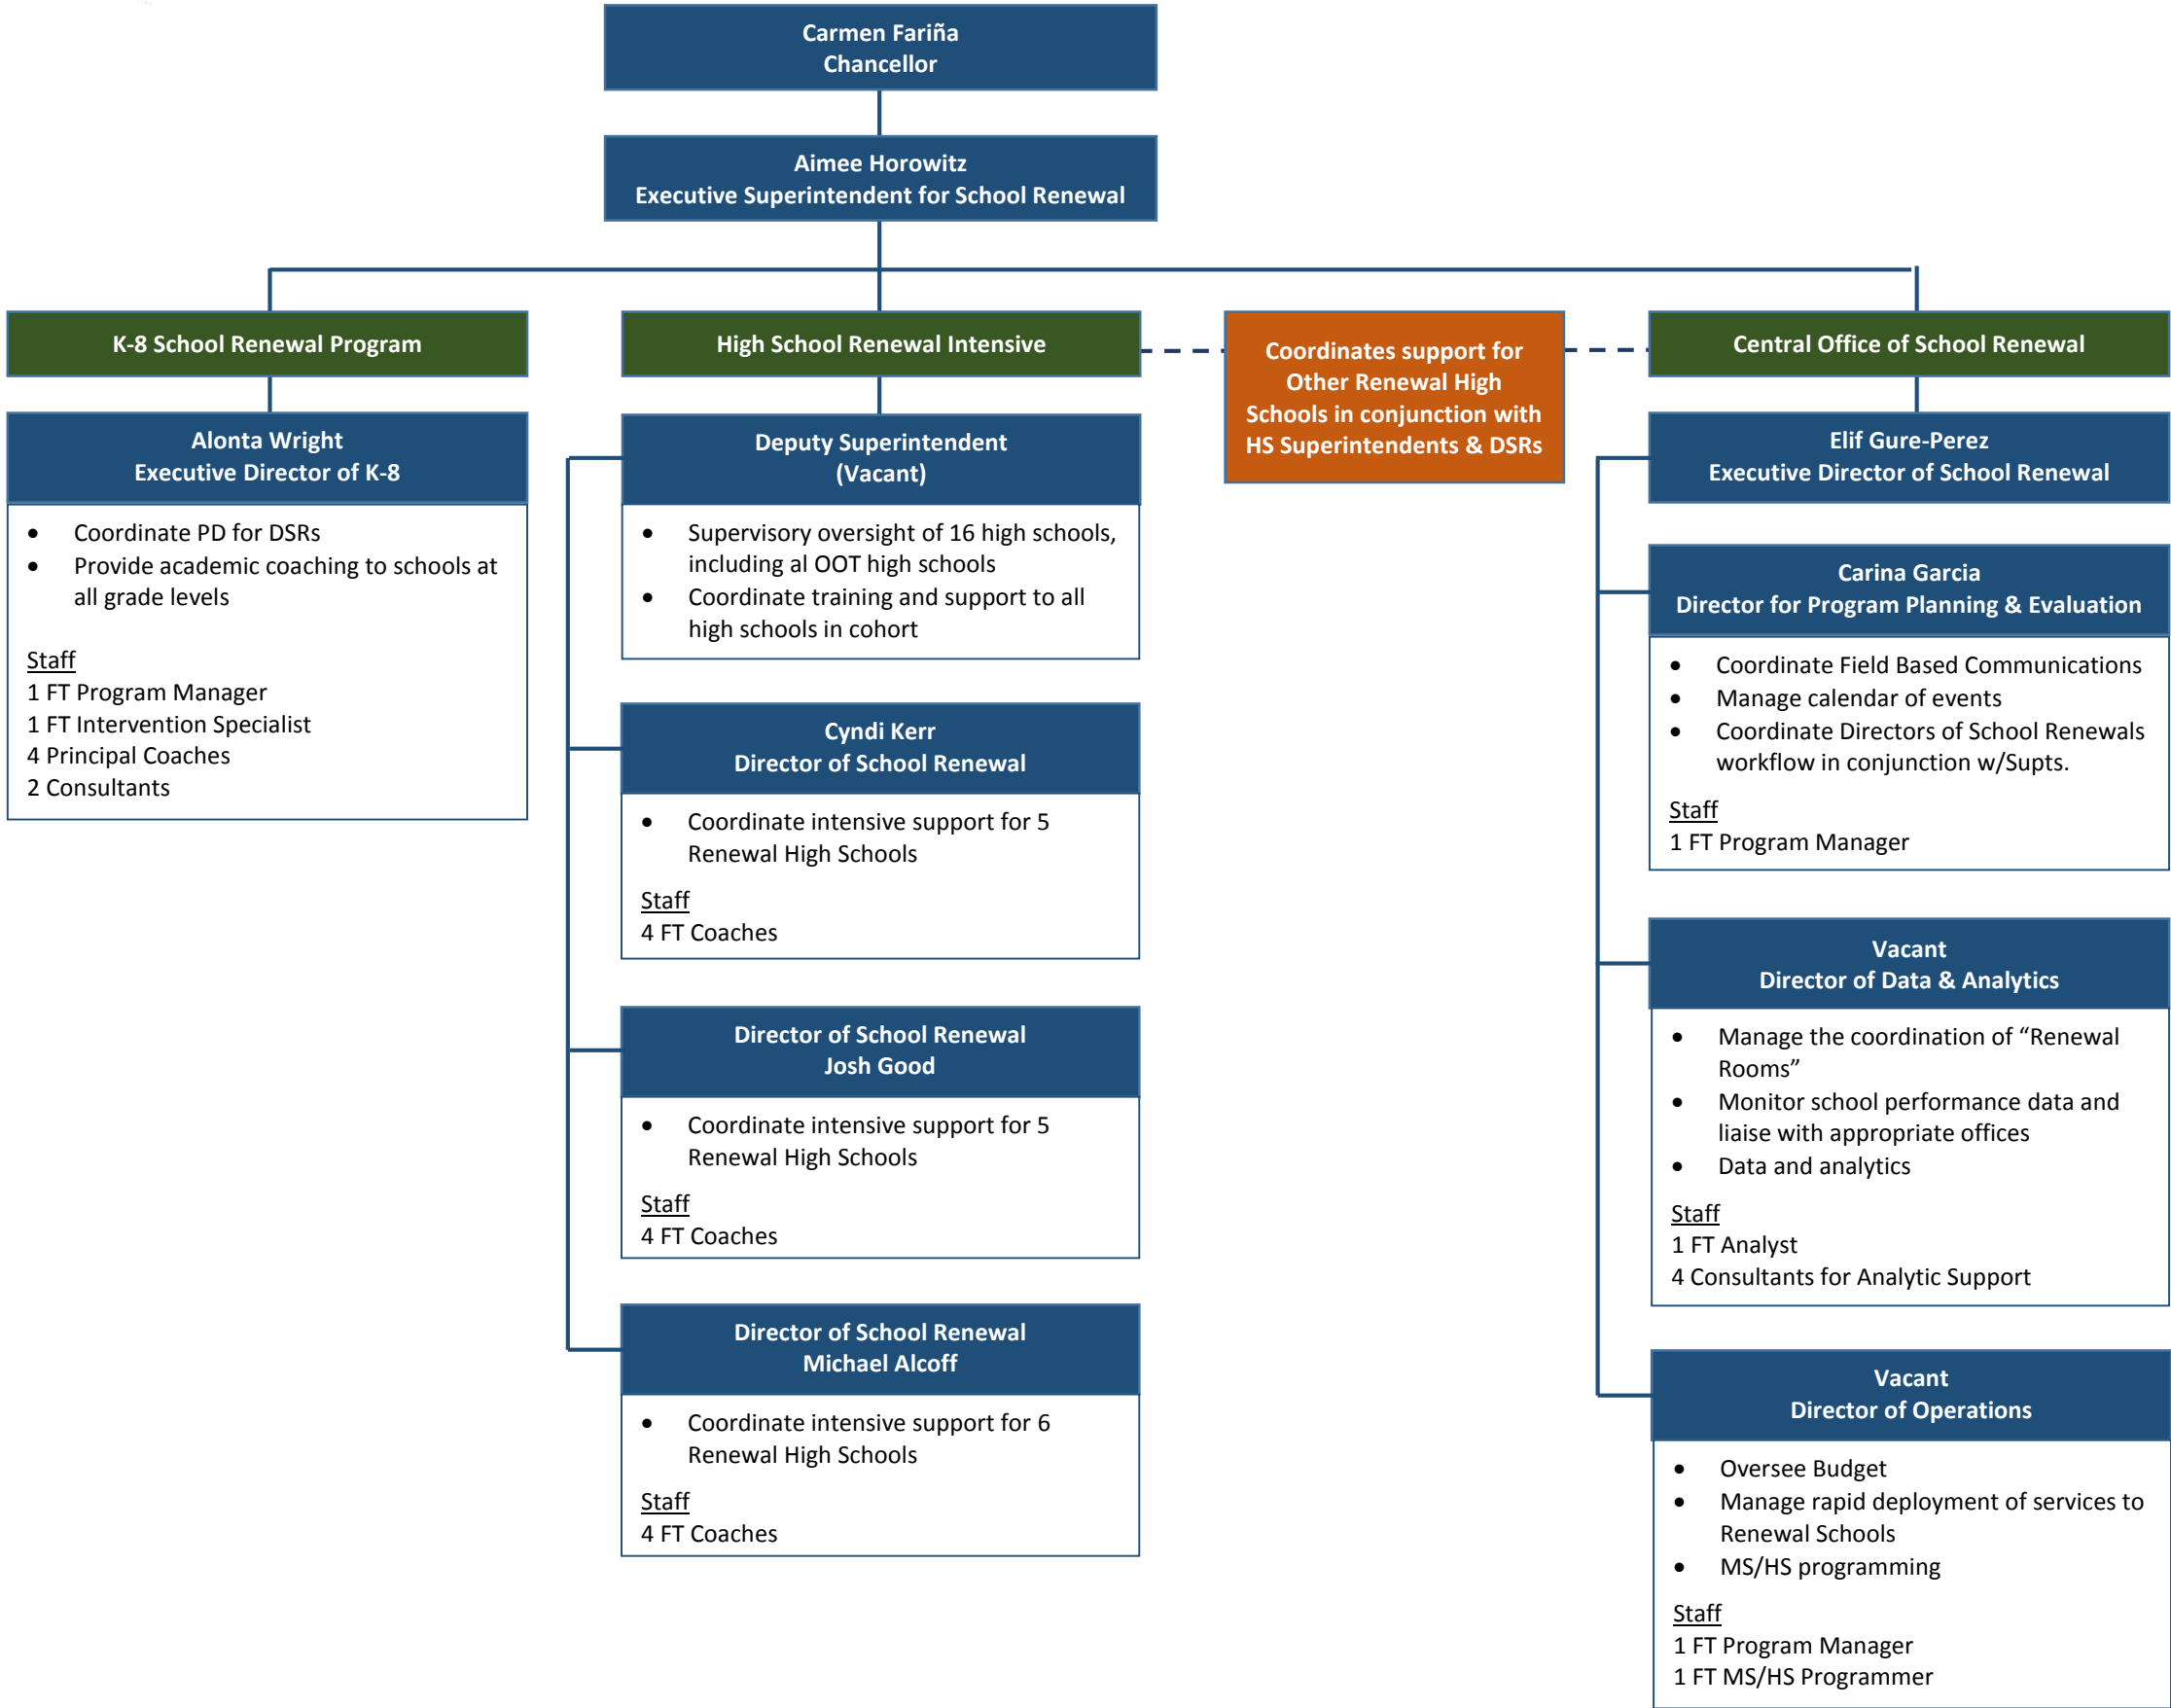 Carmen Fariña
Chancellor
Aimee Horowitz
Executive Superintendent for School Renewal
K-8 School Renewal Program
Alonta Wright
Executive Director of K-8
• Coordinate PD for DSRs
• Provide academic coaching to schools at
all grade levels
Staff
1 FT Program Manager
1 FT Intervention Specialist
4 Principal Coaches
2 Consultants
High School Renewal Intensive
Deputy Superintendent
(Vacant)
• Supervisory oversight of 16 high schools,
including al OOT high schools
• Coordinate training and support to all
high schools in cohort
Cyndi Kerr
Director of School Renewal
• Coordinate intensive support for 5
Renewal High Schools
Staff
4 FT Coaches
Director of School Renewal
Josh Good
• Coordinate intensive support for 5
Renewal High Schools
Staff
4 FT Coaches
Director of School Renewal
Michael Alcoff
• Coordinate intensive support for 6
Renewal High Schools
Staff
4 FT Coaches
Coordinates support for
Other Renewal High
Schools in conjunction with
HS Superintendents & DSRs
Central Office of School Renewal
Elif Gure-Perez
Executive Director of School Renewal
Carina Garcia
Director for Program Planning & Evaluation
• Coordinate Field Based Communications
• Manage calendar of events
• Coordinate Directors of School Renewals
workflow in conjunction w/Supts.
Staff
1 FT Program Manager
Vacant
Director of Data & Analytics
• Manage the coordination of “Renewal
Rooms”
• Monitor school performance data and
liaise with appropriate offices
• Data and analytics
Staff
1 FT Analyst
4 Consultants for Analytic Support
Vacant
Director of Operations
• Oversee Budget
• Manage rapid deployment of services to
Renewal Schools
• MS/HS programming
Staff
1 FT Program Manager
1 FT MS/HS Programmer